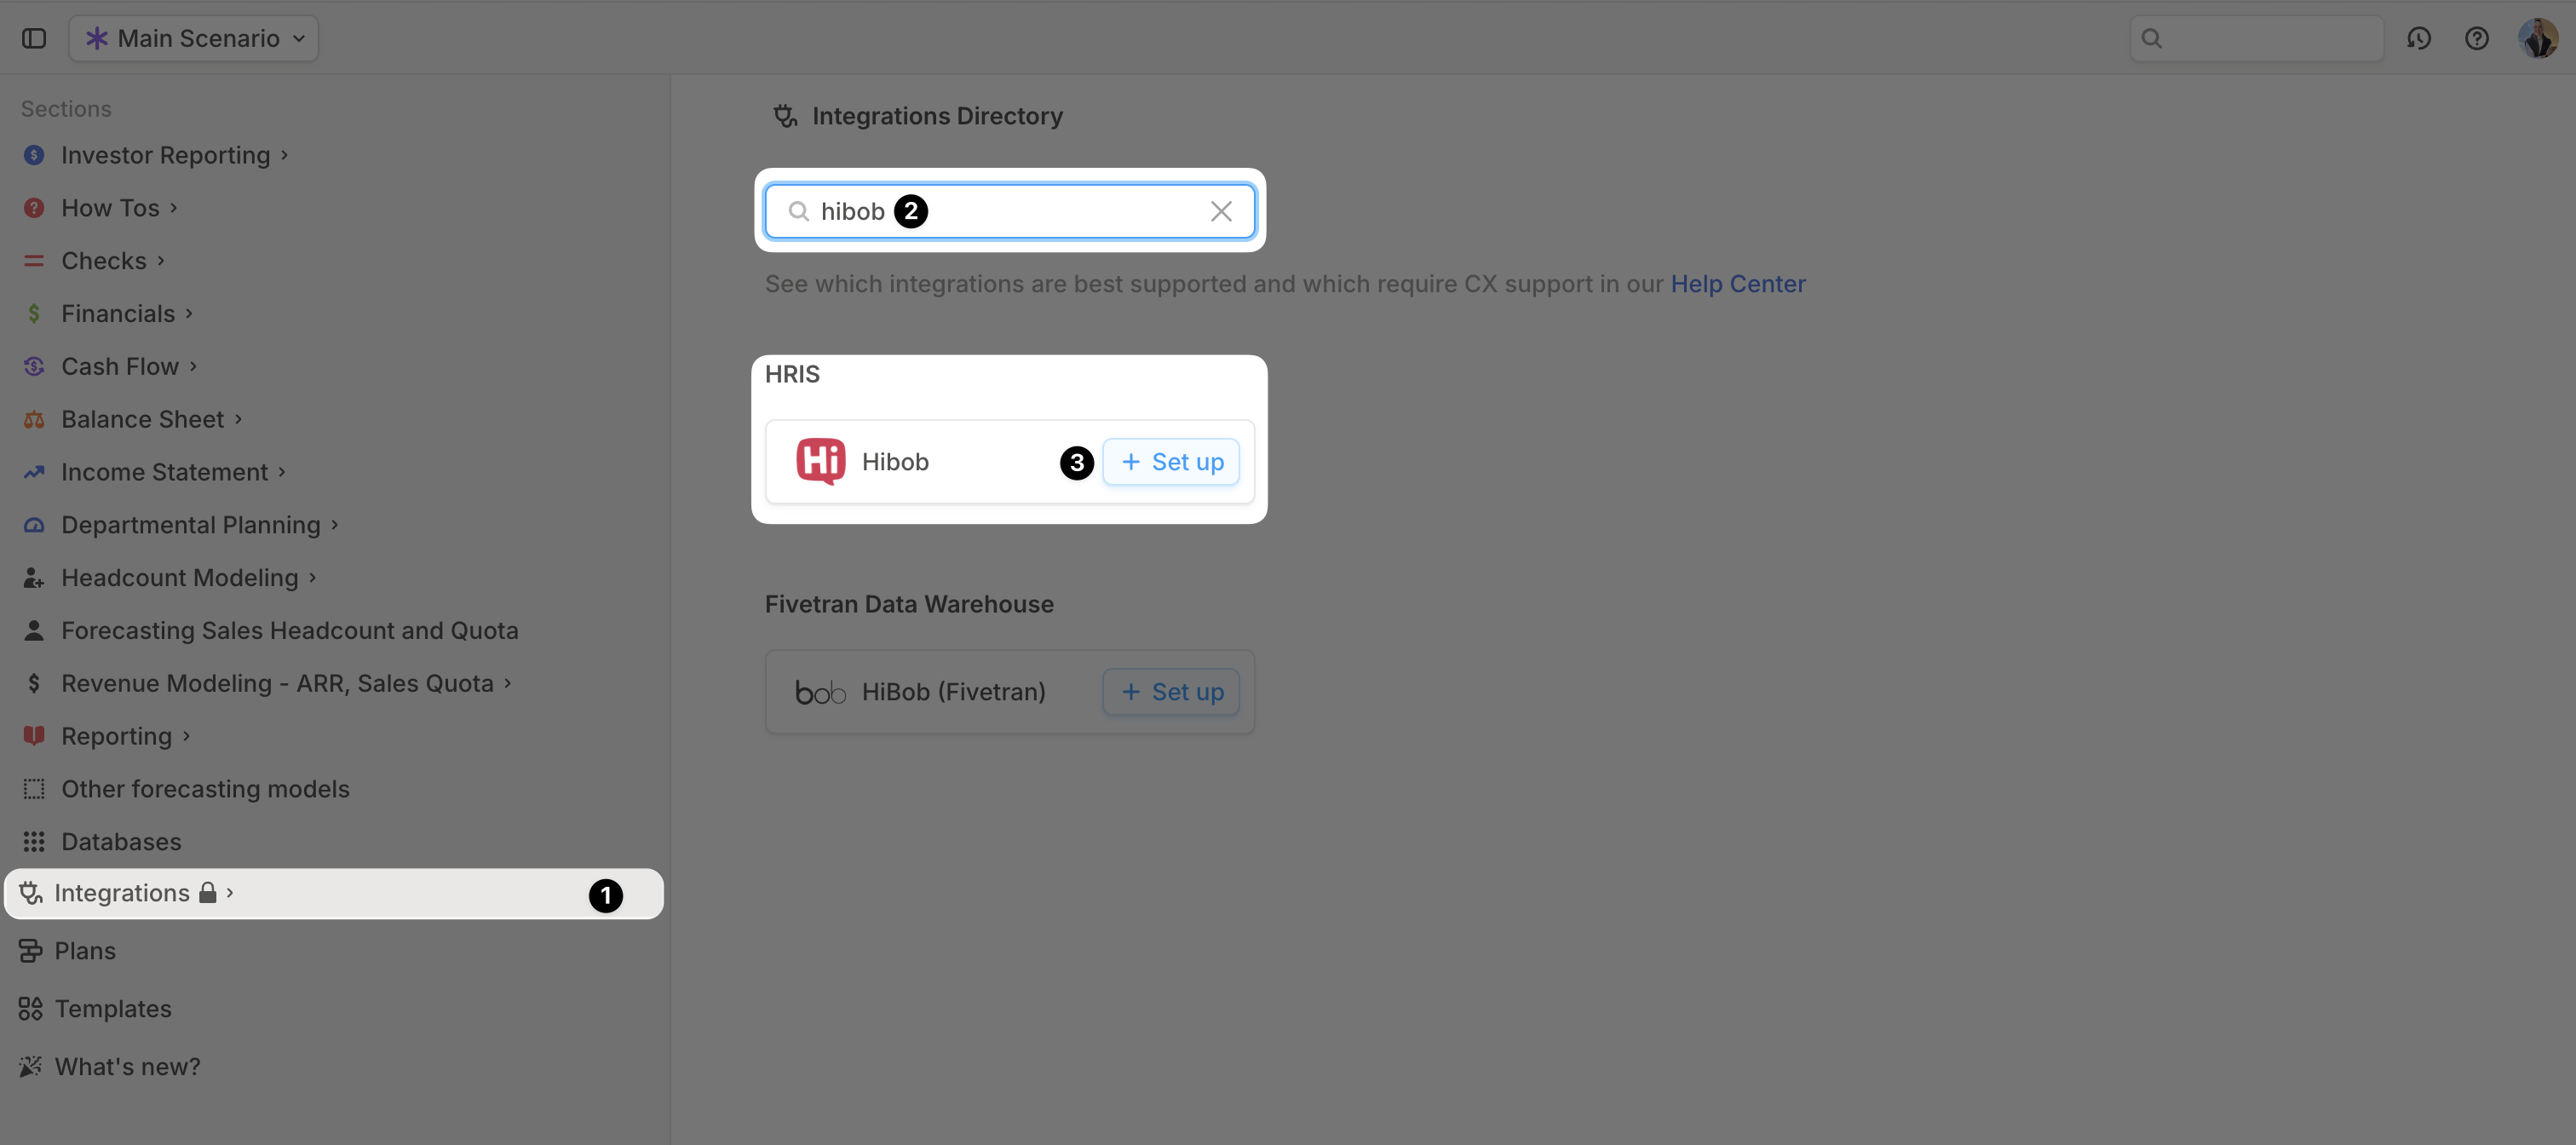 Main Scenario
Sections
Investor Reporting
How Tos
Checks
Financials
Cash Flow
Balance Sheet
Income Statement
Departmental Planning
Headcount Modeling
Forecasting Sales Headcount and Quota
Revenue Modeling - ARR, Sales Quota
Reporting
Other forecasting models
Databases
Integrations 1
Plans
Templates
What's new?
Integrations Directory
hibob 2
See which integrations are best supported and which require CX support in our Help Center
HRIS
Hi Hibob 3 + Set up
Fivetran Data Warehouse
bob HiBob (Fivetran) + Set up